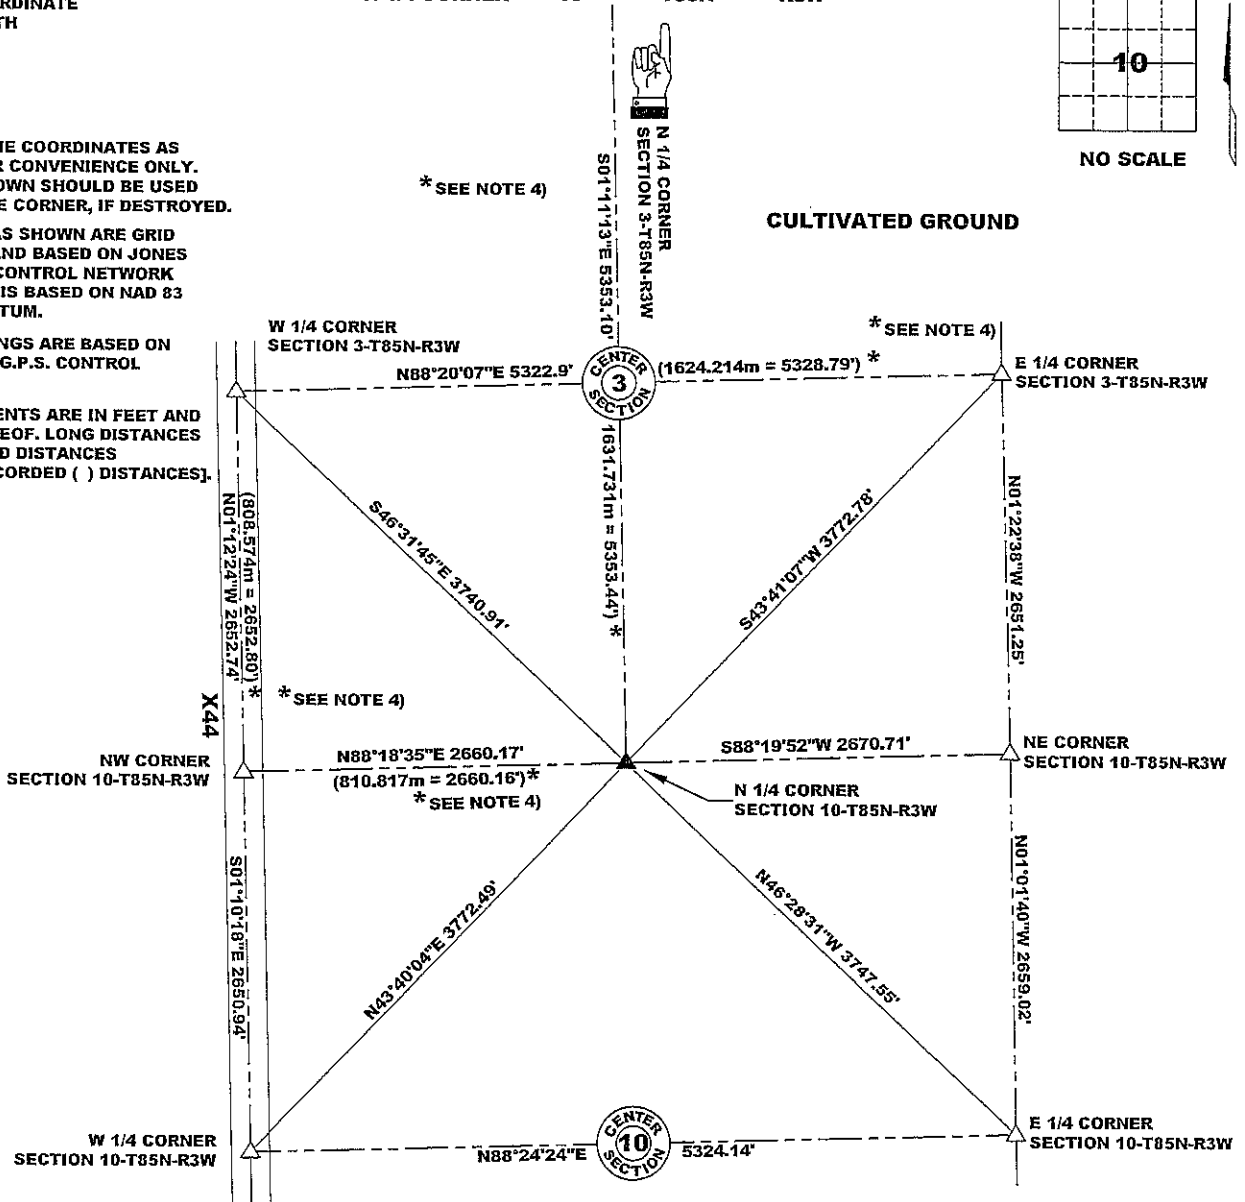 RDINATE
TH
10
NO SCALE
IE COORDINATES AS
R CONVENIENCE ONLY.
OWN SHOULD BE USED
E CORNER, IF DESTROYED.
AS SHOWN ARE GRID
AND BASED ON JONES
CONTROL NETWORK
IS BASED ON NAD 83
TUM.
NGS ARE BASED ON
G.P.S. CONTROL
ENTS ARE IN FEET AND
EOF. LONG DISTANCES
D DISTANCES
CORDED ( ) DISTANCES].
*SEE NOTE 4)
N 1/4 CORNER
SECTION 3-T85N-R3W
S01°11'13"E 5353.10'
CULTIVATED GROUND
W 1/4 CORNER
SECTION 3-T85N-R3W
N88°20'07"E 5322.9'
CENTER
3
SECTION
(1624.214m = 5328.79') *
*SEE NOTE 4)
E 1/4 CORNER
SECTION 3-T85N-R3W
(808.574m = 2652.80') *
N01°12'24"W 2652.74'
S46°31'45"E 3740.91'
1631.731m = 5353.44') *
S43°41'07"W 3772.78'
N01°22'38"W 2651.25'
X44
*SEE NOTE 4)
NW CORNER
SECTION 10-T85N-R3W
N88°18'35"E 2660.17'
(810.817m = 2660.16')*
*SEE NOTE 4)
S88°19'52"W 2670.71'
NE CORNER
SECTION 10-T85N-R3W
N 1/4 CORNER
SECTION 10-T85N-R3W
S01°10'18"E 2650.94'
N43°40'04"E 3772.49'
N46°28'31"W 3747.55'
N01°01'40"W 2659.02'
W 1/4 CORNER
SECTION 10-T85N-R3W
N88°24'24"E
CENTER
10
SECTION
5324.14'
E 1/4 CORNER
SECTION 10-T85N-R3W